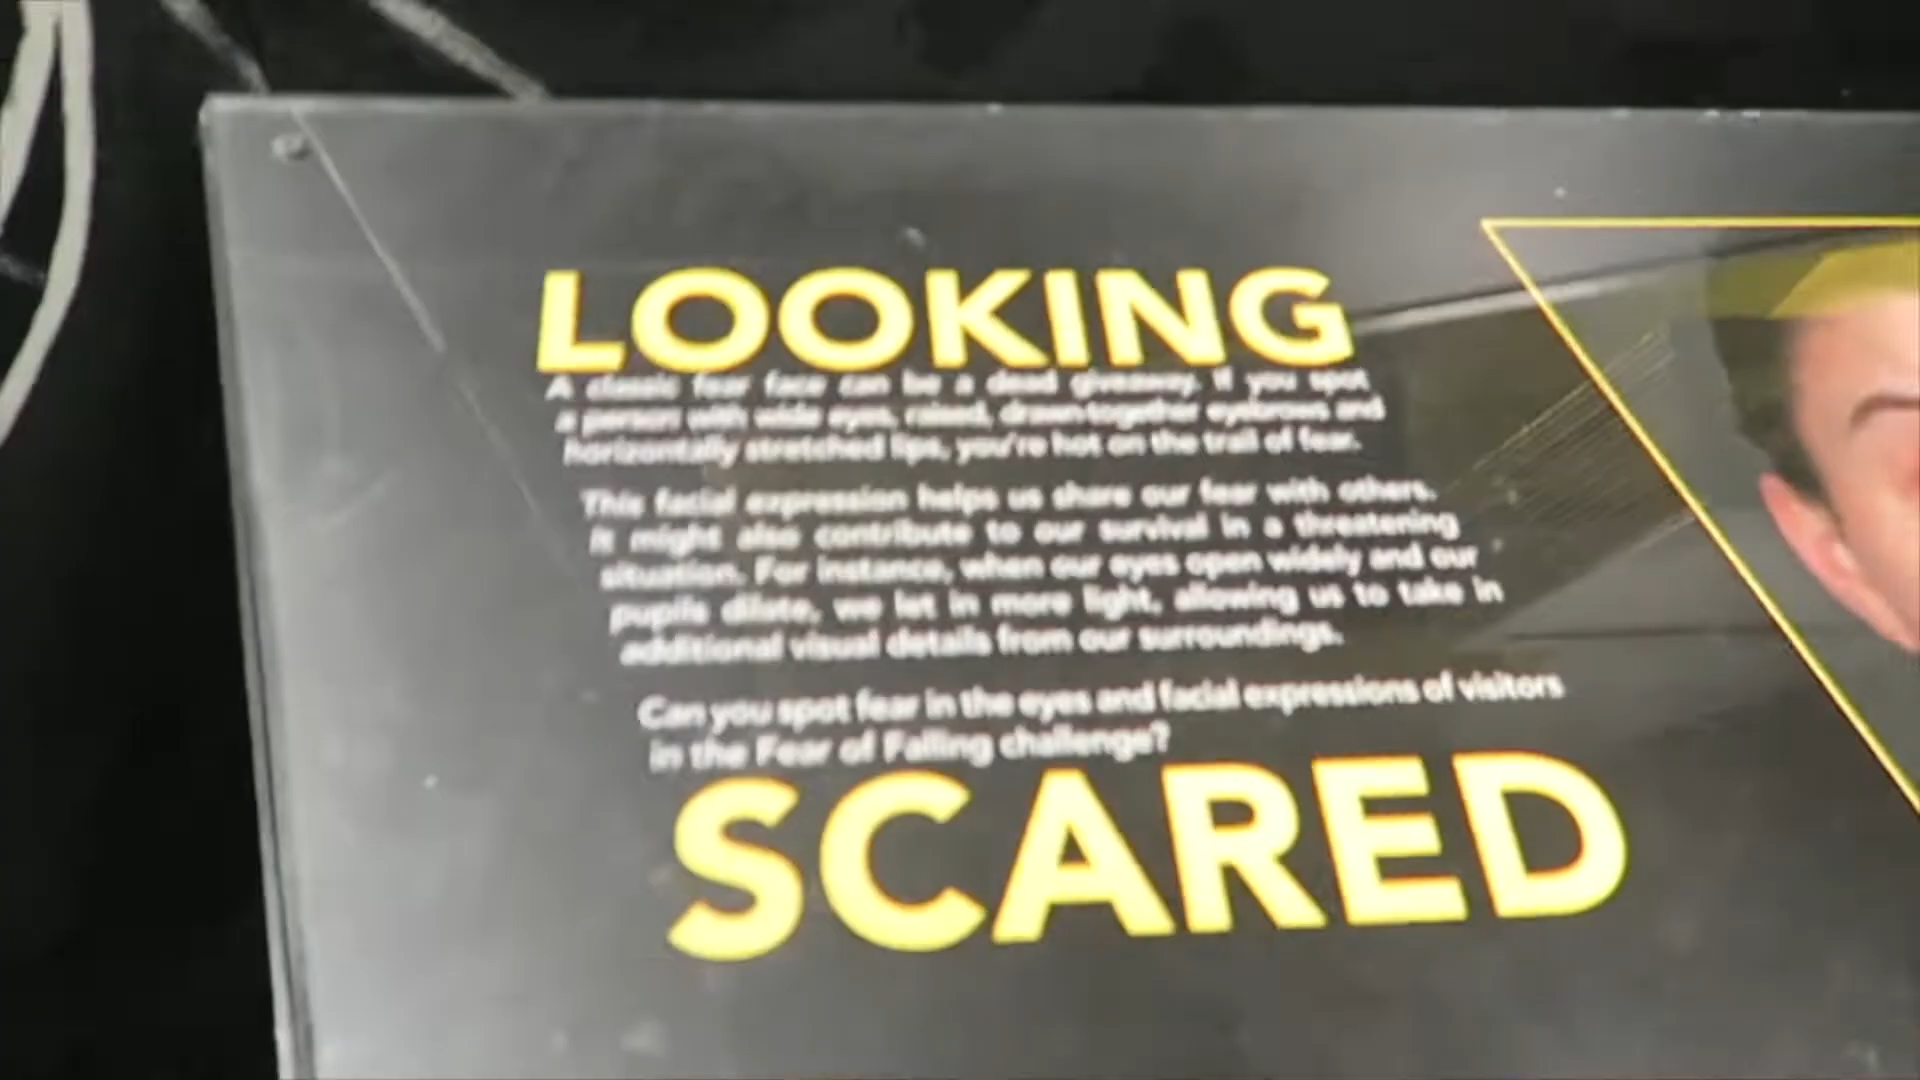 LOOKING
A classic fear face can be a dead giveaway. If you spot
a person with wide eyes, raised, drawn-together eyebrows and
horizontally stretched lips, you're hot on the trail of fear.
This facial expression helps us share our fear with others.
It might also contribute to our survival in a threatening
situation. For instance, when our eyes open widely and our
pupils dilate, we let in more light, allowing us to take in
additional visual details from our surroundings.
Can you spot fear in the eyes and facial expressions of visitors
in the Fear of Falling challenge?
SCARED